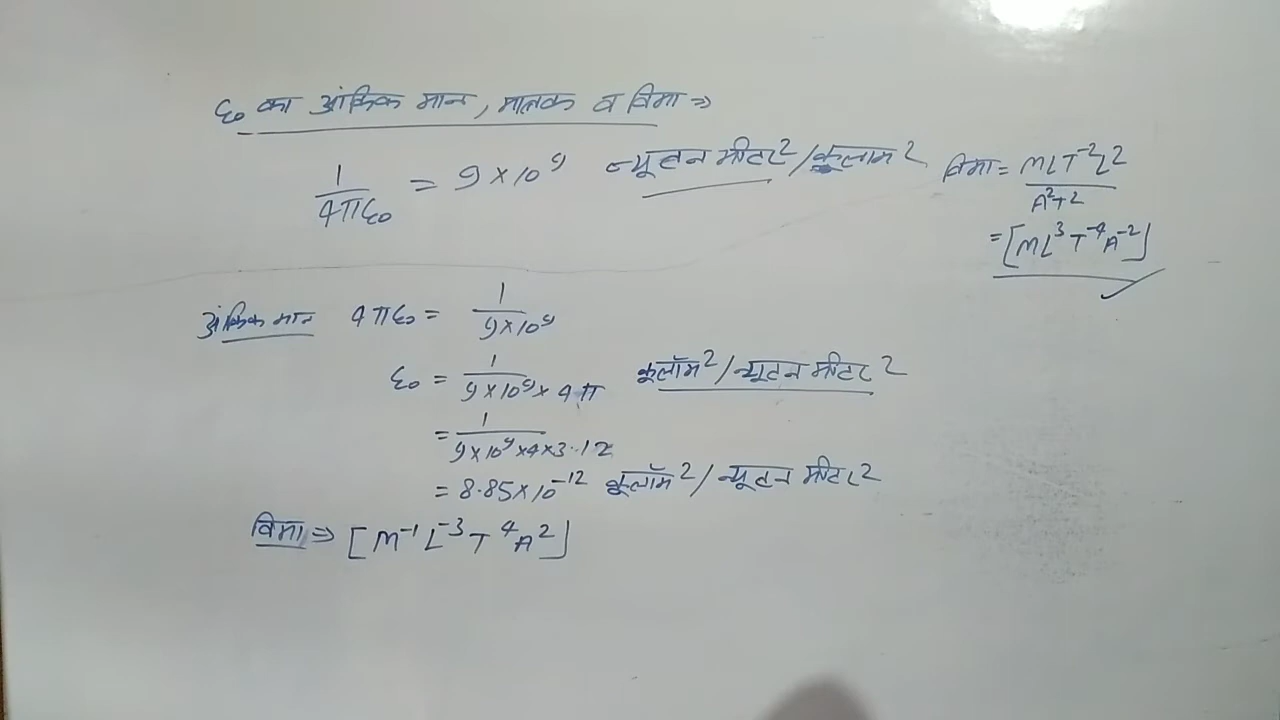 ε₀ का आंकिक मान, मात्रक व विमा ⇒
1/4πε₀ = 9×10⁹ न्यूटन मीटर²/कूलाम²
विमा = MLT⁻²L²/A²T²
= [ML³T⁻⁴A⁻²]
अंकिक मान 4πε₀ = 1/9×10⁹
ε₀ = 1/9×10⁹×4π कूलॉम²/न्यूटन मीटर²
= 1/9×10⁹×4×3.12
= 8.85×10⁻¹² कूलॉम²/न्यूटन मीटर²
विमा ⇒ [M⁻¹L⁻³T⁴A²]